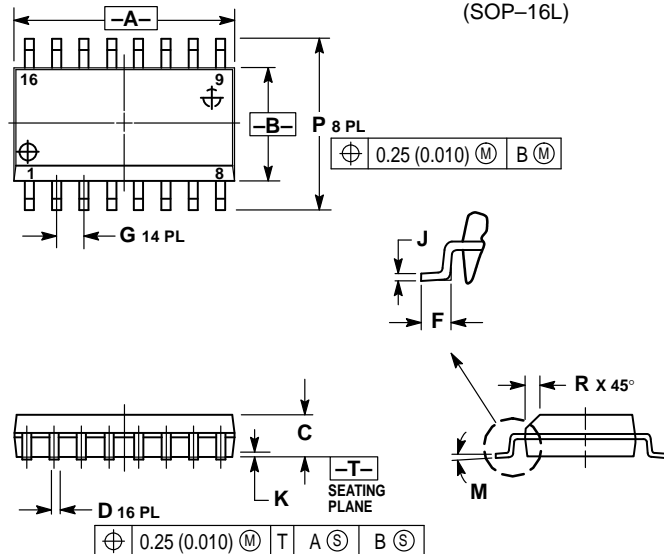 (SOP–16L)
–A–
16 9
–B–
P 8 PL
⌖ 0.25 (0.010) Ⓜ B Ⓜ
1 8
G 14 PL
J
F
R X 45°
C
–T–
SEATING
PLANE
K
M
D 16 PL
⌖ 0.25 (0.010) Ⓜ T A Ⓢ B Ⓢ